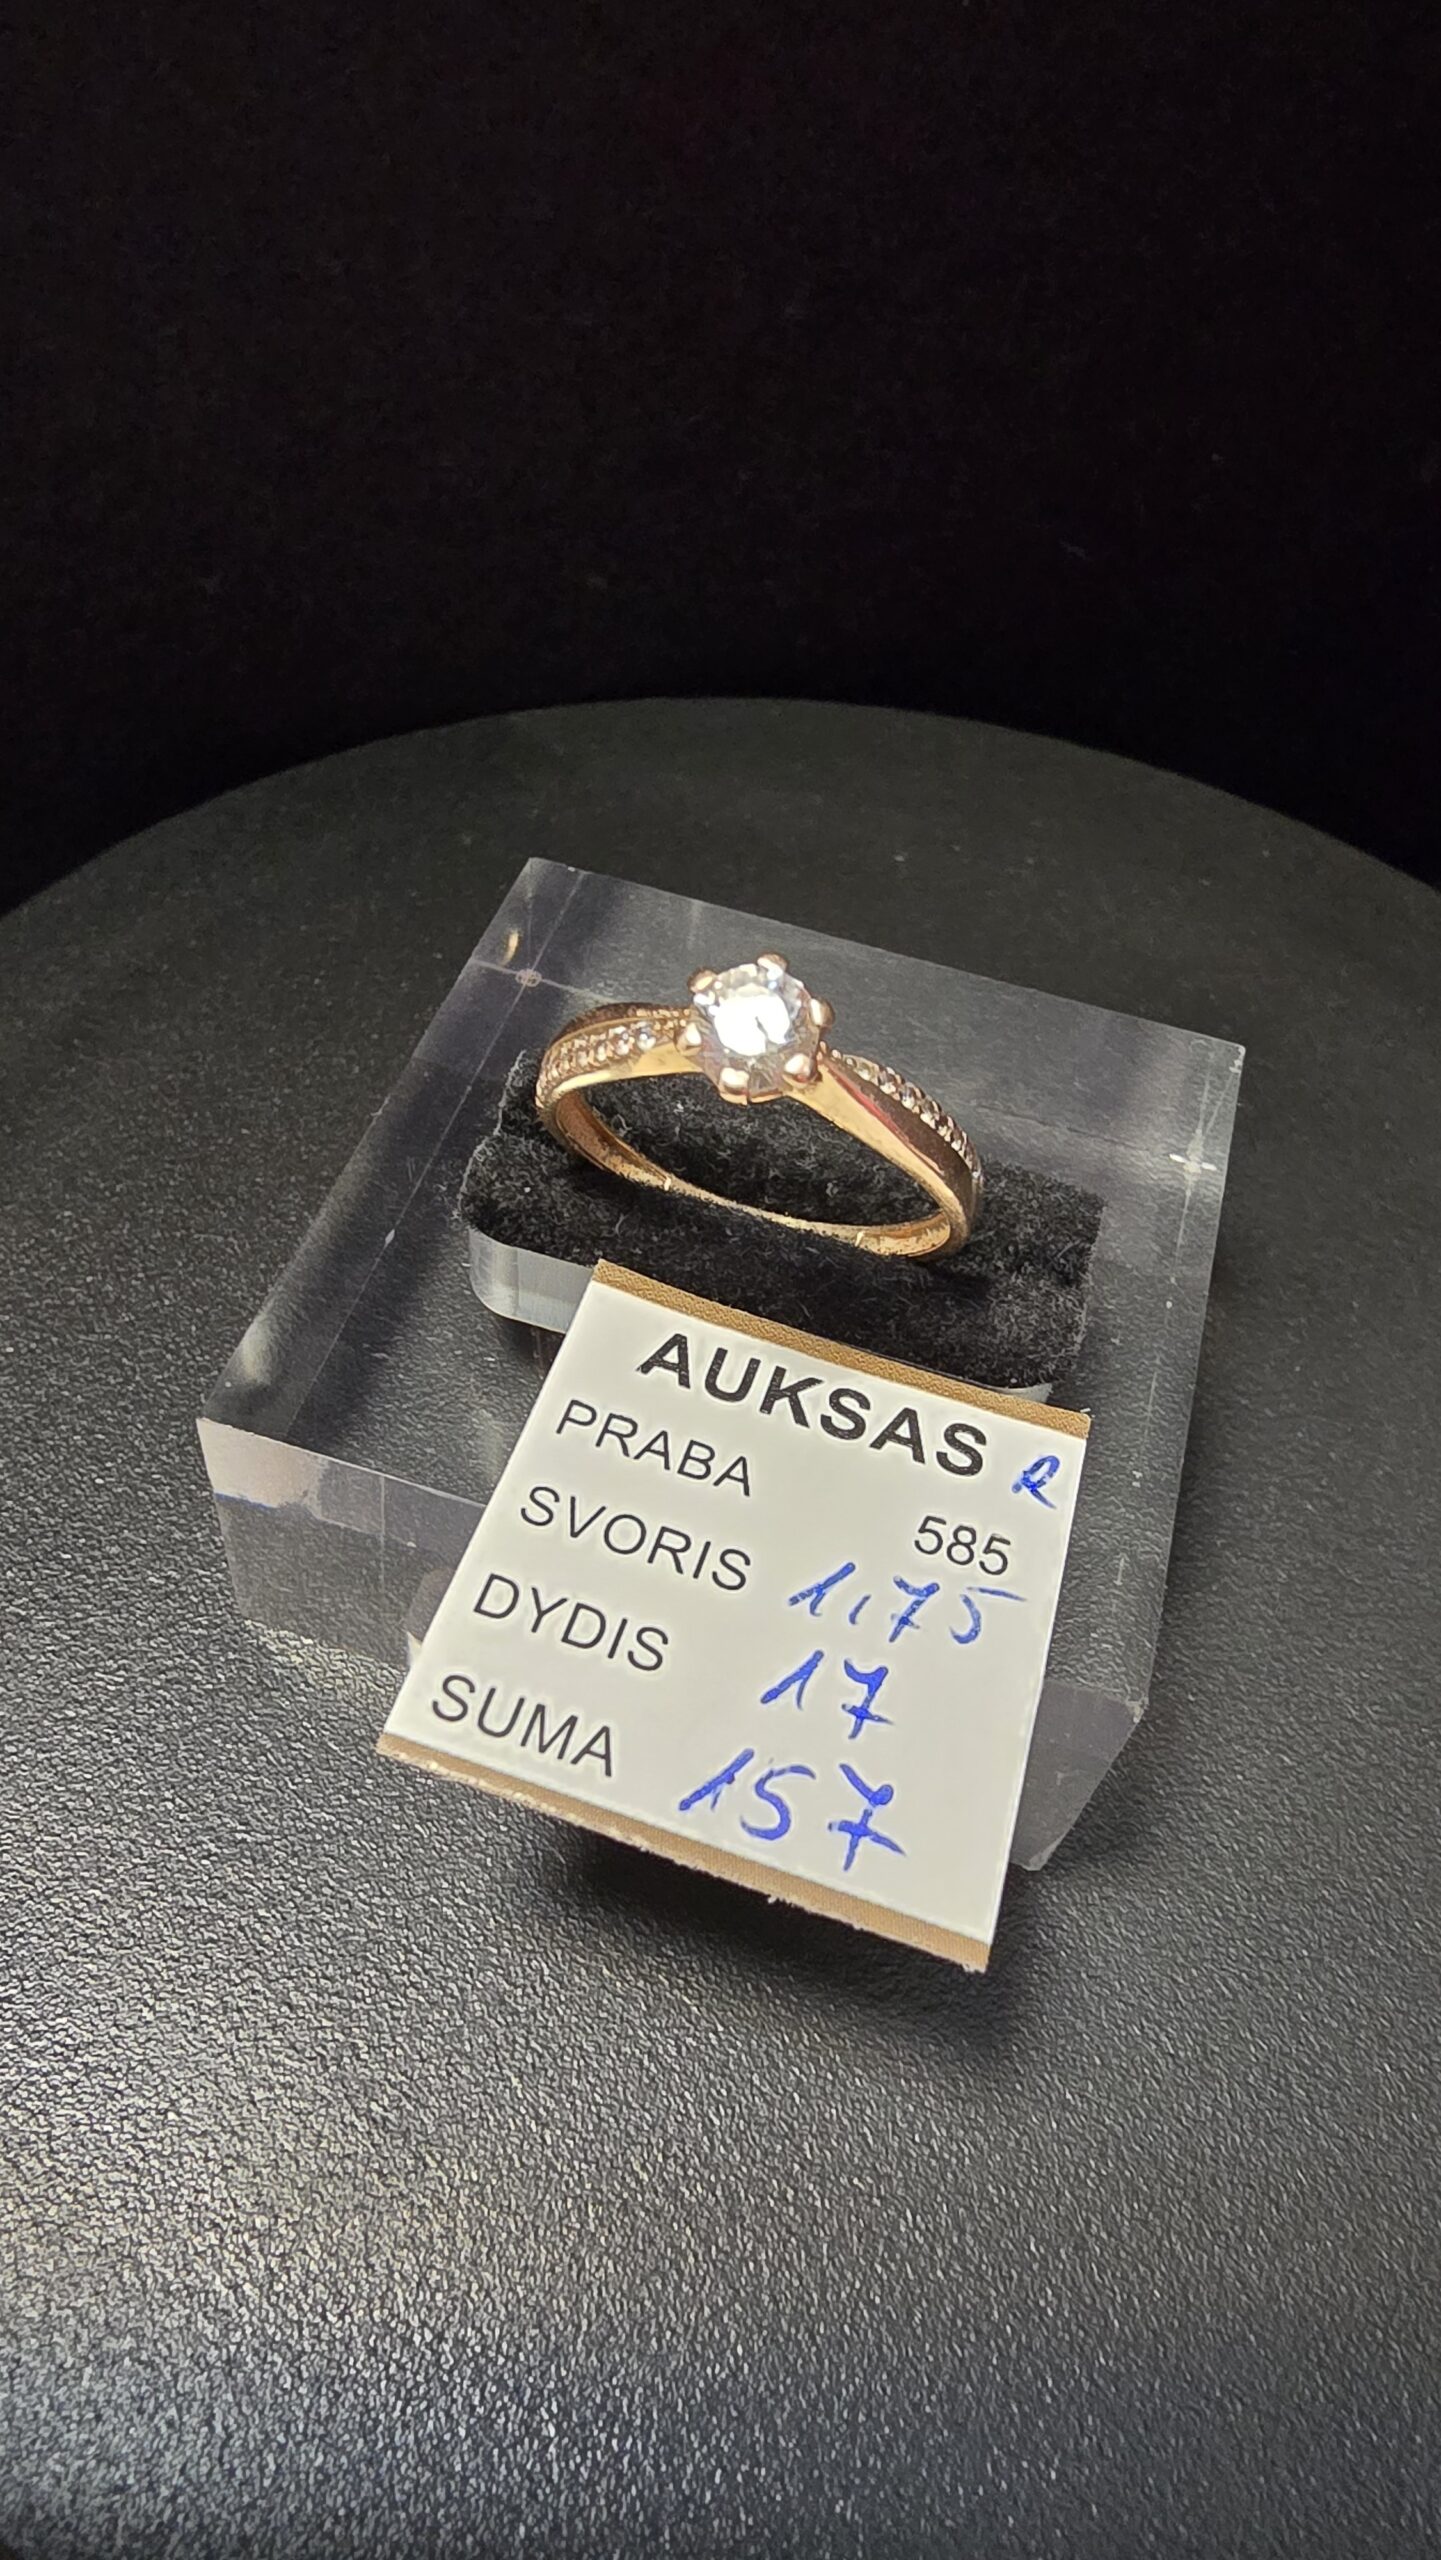 AUKSAS R
PRABA 585
SVORIS 1,75
DYDIS 17
SUMA 157